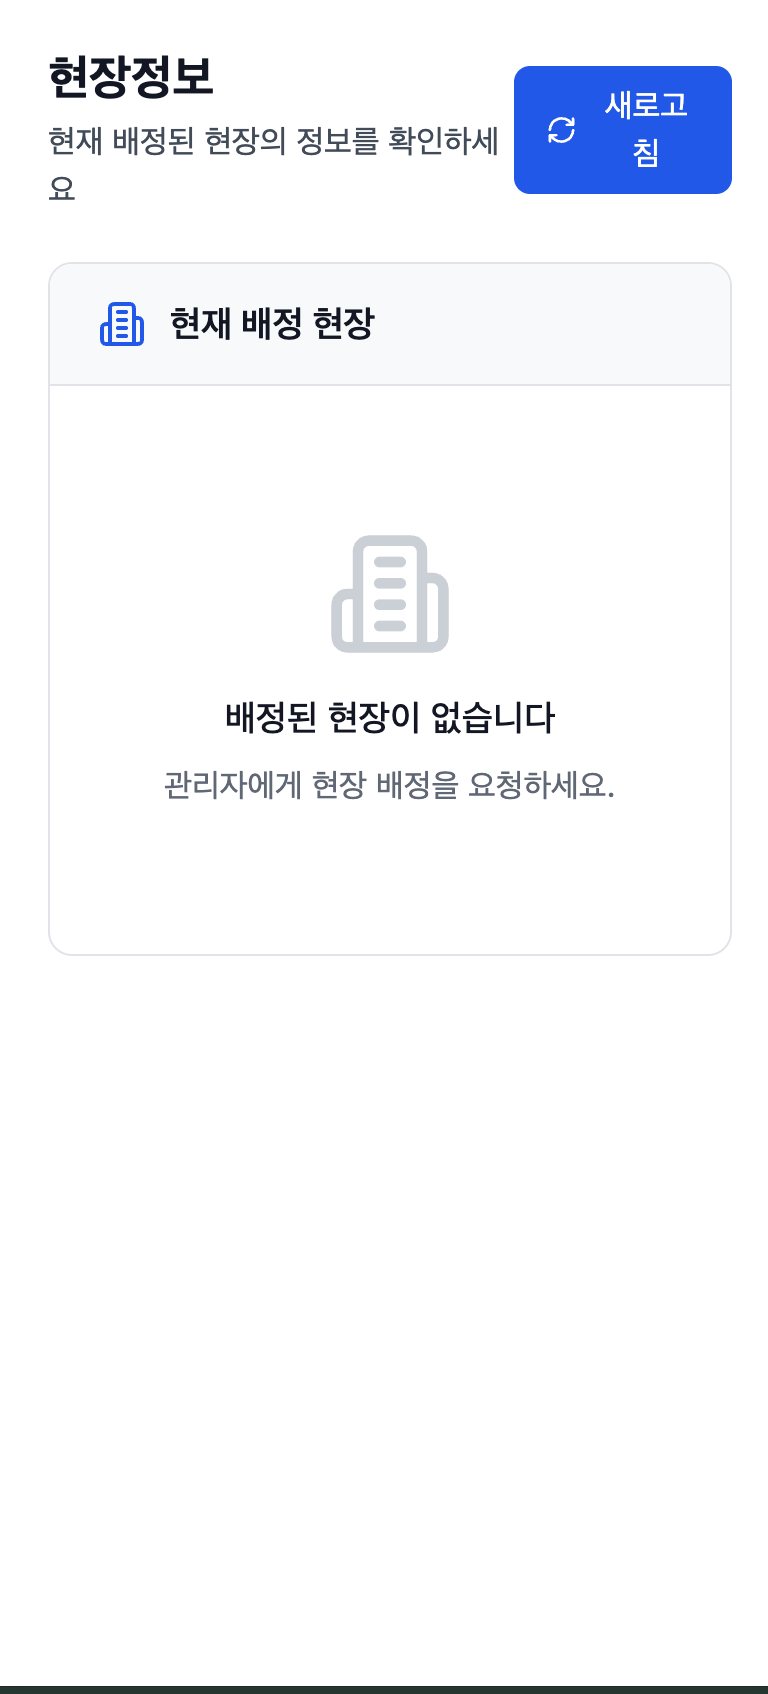 현장정보
현재 배정된 현장의 정보를 확인하세
요
새로고
침
현재 배정 현장
배정된 현장이 없습니다
관리자에게 현장 배정을 요청하세요.